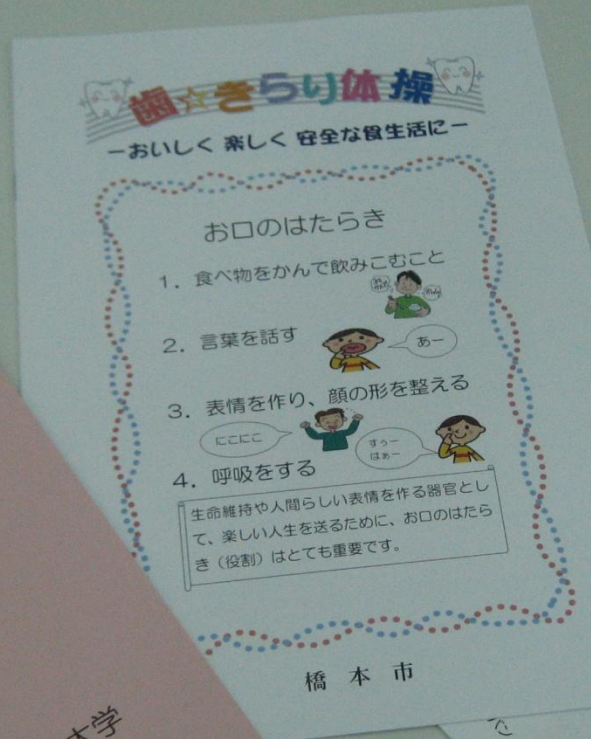 歯☆きらり体操
ーおいしく 楽しく 安全な食生活にー
お口のはたらき
1. 食べ物をかんで飲みこむこと
2. 言葉を話す
あー
3. 表情を作り、顔の形を整える
にこにこ
すぅー
はぁー
4. 呼吸をする
生命維持や人間らしい表情を作る器官とし
て、楽しい人生を送るために、お口のはたら
き（役割）はとても重要です。
橋本市
大学